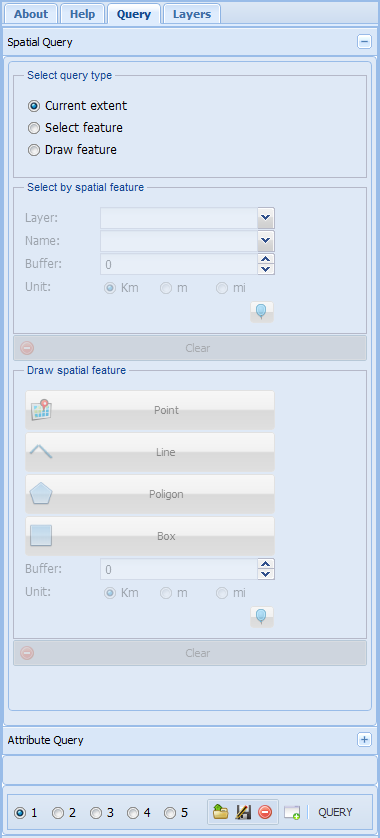 About Help Query Layers
Spatial Query
Select query type
Current extent
Select feature
Draw feature
Select by spatial feature
Layer:
Name:
Buffer: 0
Unit: Km m mi
Clear
Draw spatial feature
Point
Line
Poligon
Box
Buffer: 0
Unit: Km m mi
Clear
Attribute Query
1 2 3 4 5 QUERY